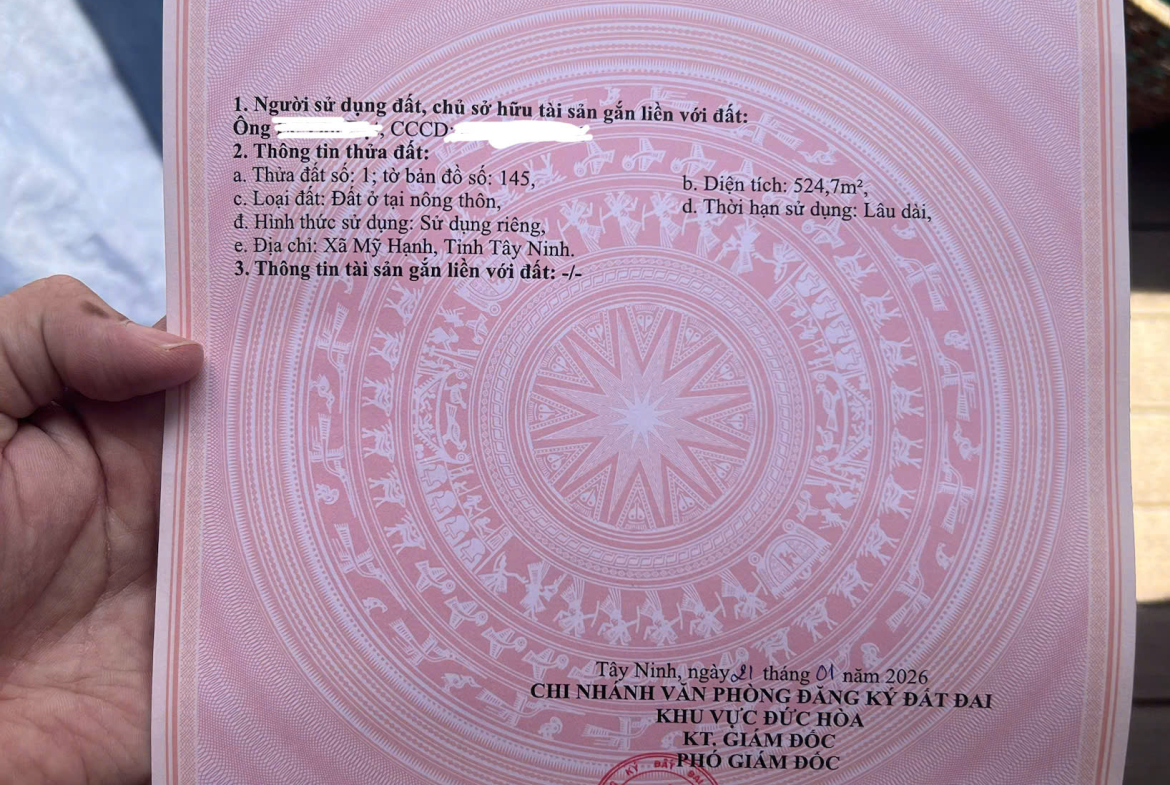 1. Người sử dụng đất, chủ sở hữu tài sản gắn liền với đất:
Ông , CCCD:
2. Thông tin thửa đất:
a. Thửa đất số: 1; tờ bản đồ số: 145,
b. Diện tích: 524,7m²,
c. Loại đất: Đất ở tại nông thôn,
d. Thời hạn sử dụng: Lâu dài,
đ. Hình thức sử dụng: Sử dụng riêng,
e. Địa chỉ: Xã Mỹ Hạnh, Tỉnh Tây Ninh.
3. Thông tin tài sản gắn liền với đất: -/-
Tây Ninh, ngày 21 tháng 01 năm 2026
CHI NHÁNH VĂN PHÒNG ĐĂNG KÝ ĐẤT ĐAI
KHU VỰC ĐỨC HÒA
KT. GIÁM ĐỐC
PHÓ GIÁM ĐỐC
KÝ ĐẤT ĐAI